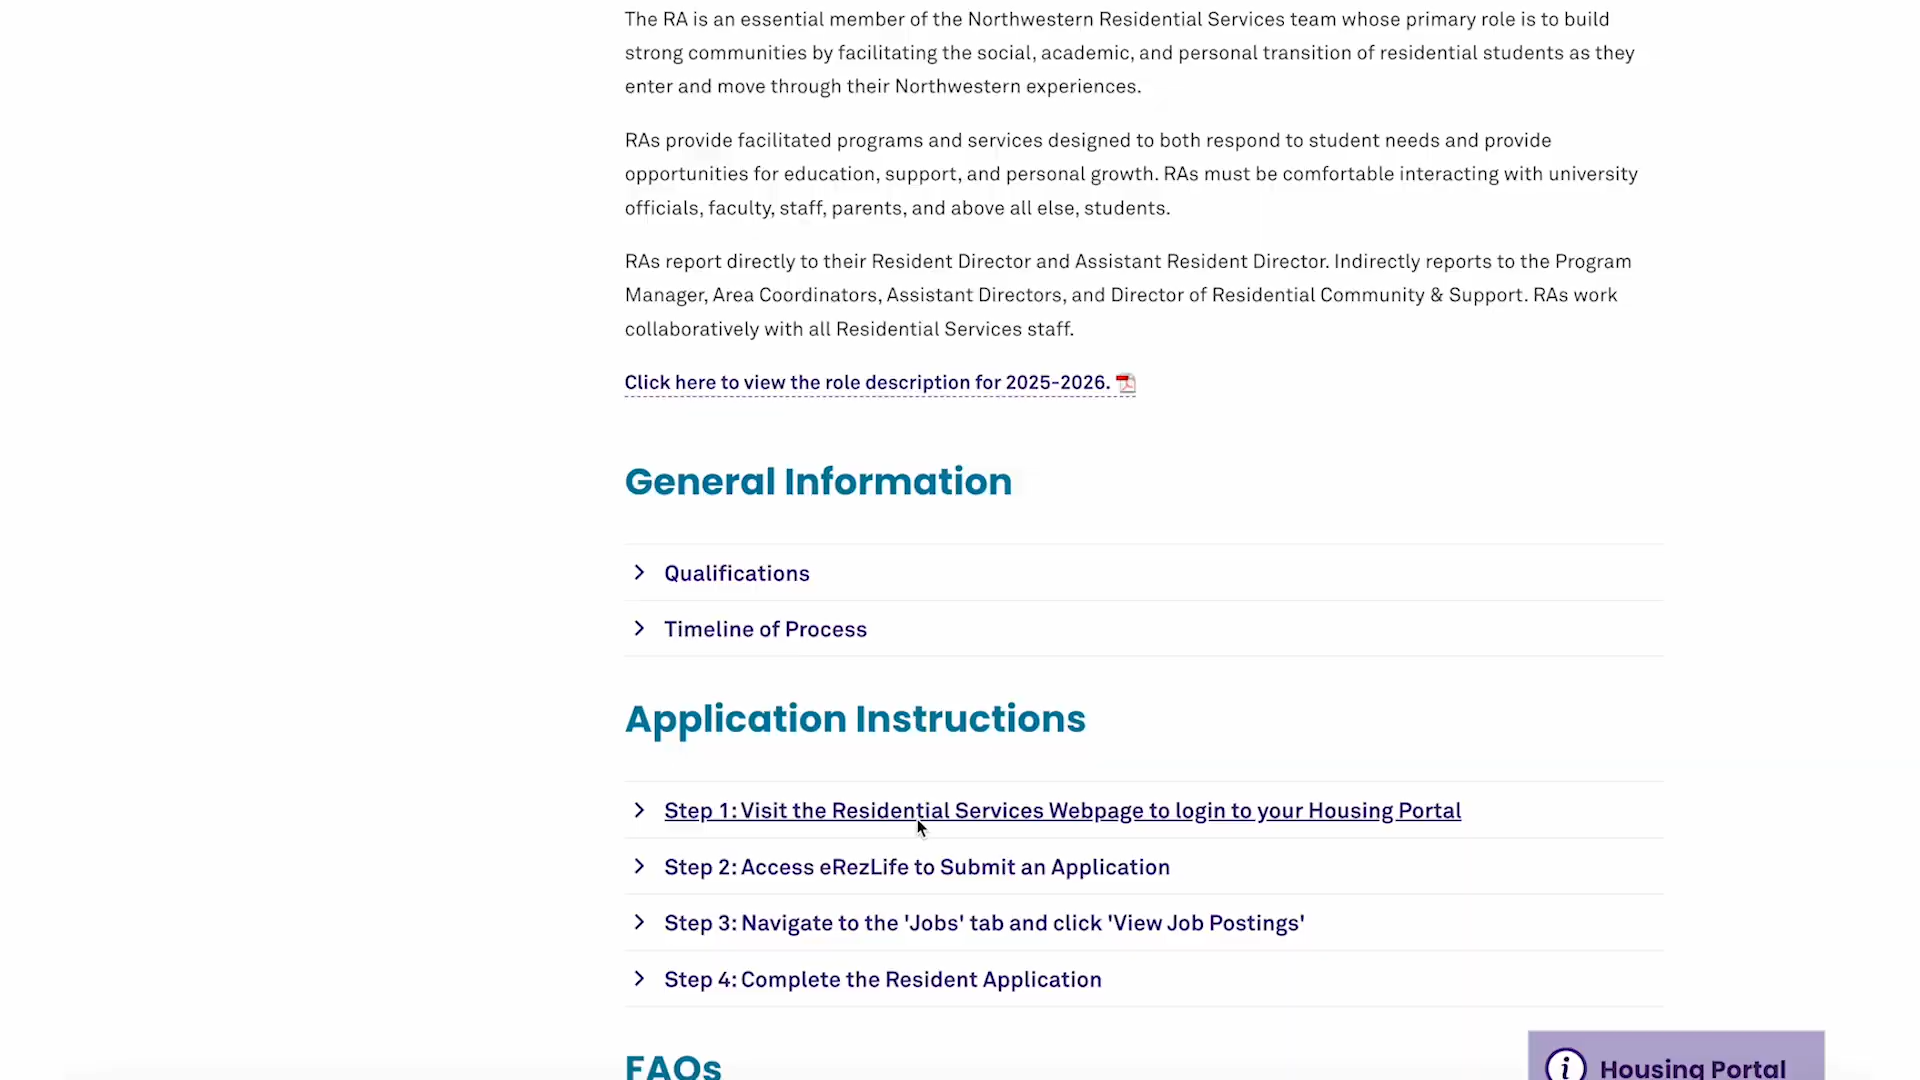 The RA is an essential member of the Northwestern Residential Services team whose primary role is to build
strong communities by facilitating the social, academic, and personal transition of residential students as they
enter and move through their Northwestern experiences.
RAs provide facilitated programs and services designed to both respond to student needs and provide
opportunities for education, support, and personal growth. RAs must be comfortable interacting with university
officials, faculty, staff, parents, and above all else, students.
RAs report directly to their Resident Director and Assistant Resident Director. Indirectly reports to the Program
Manager, Area Coordinators, Assistant Directors, and Director of Residential Community & Support. RAs work
collaboratively with all Residential Services staff.
Click here to view the role description for 2025-2026.
General Information
Qualifications
Timeline of Process
Application Instructions
Step 1: Visit the Residential Services Webpage to login to your Housing Portal
Step 2: Access eRezLife to Submit an Application
Step 3: Navigate to the 'Jobs' tab and click 'View Job Postings'
Step 4: Complete the Resident Application
FAQs
Housing Portal